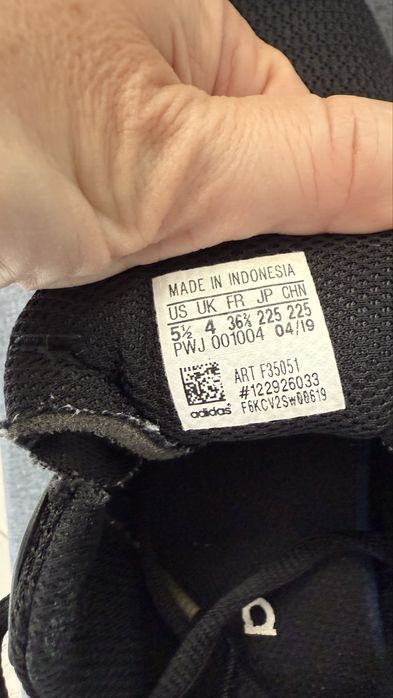 MADE IN INDONESIA
US UK FR JP CHN
5½ 4 36⅔ 225 225
PWJ 001004 04/19
ART F35051
#122926033
adidas F6KCV2SW00619